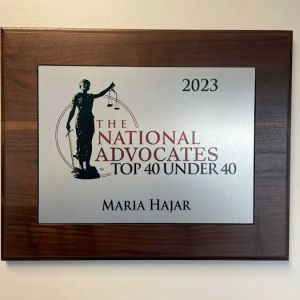 2023
THE
NATIONAL
ADVOCATES
TOP 40 UNDER 40
MARIA HAJAR